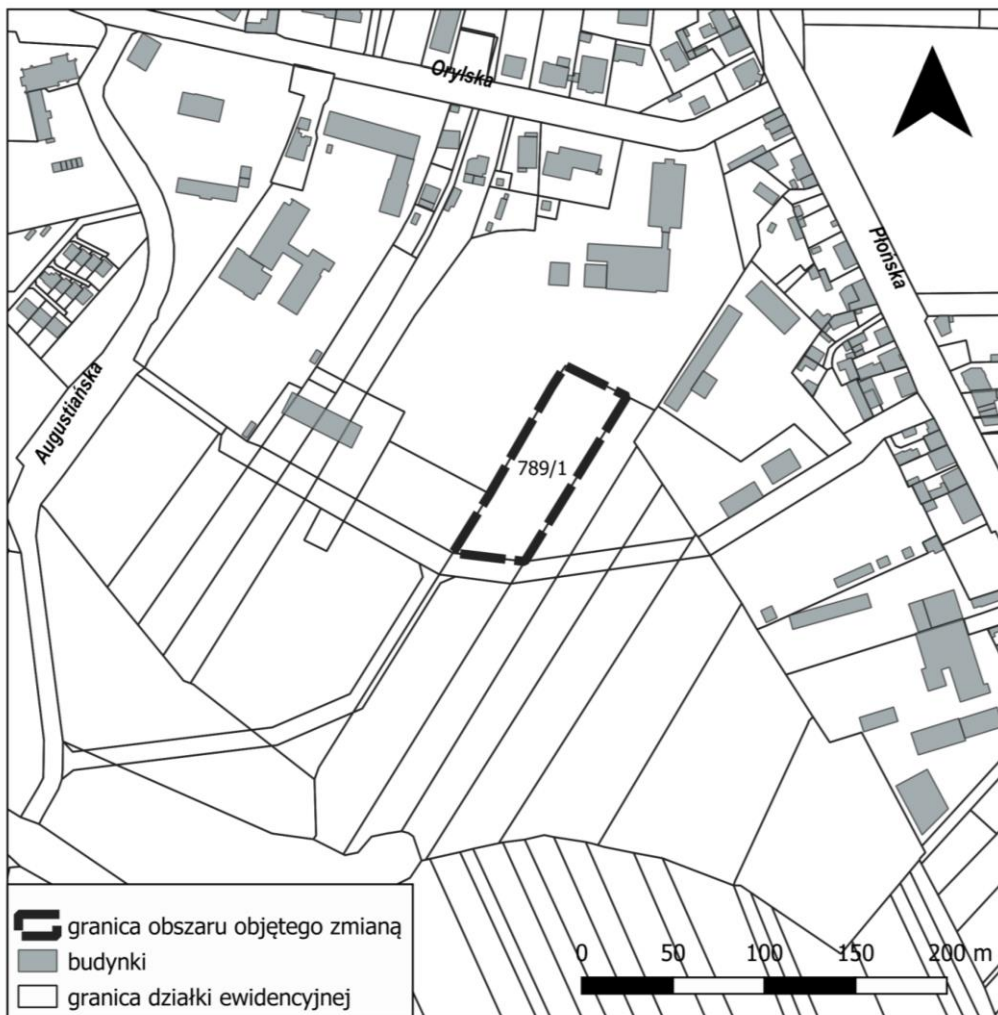 Orylska
Płońska
Augustiańska
789/1
granica obszaru objętego zmianą
budynki
granica działki ewidencyjnej
0 50 100 150 200 m